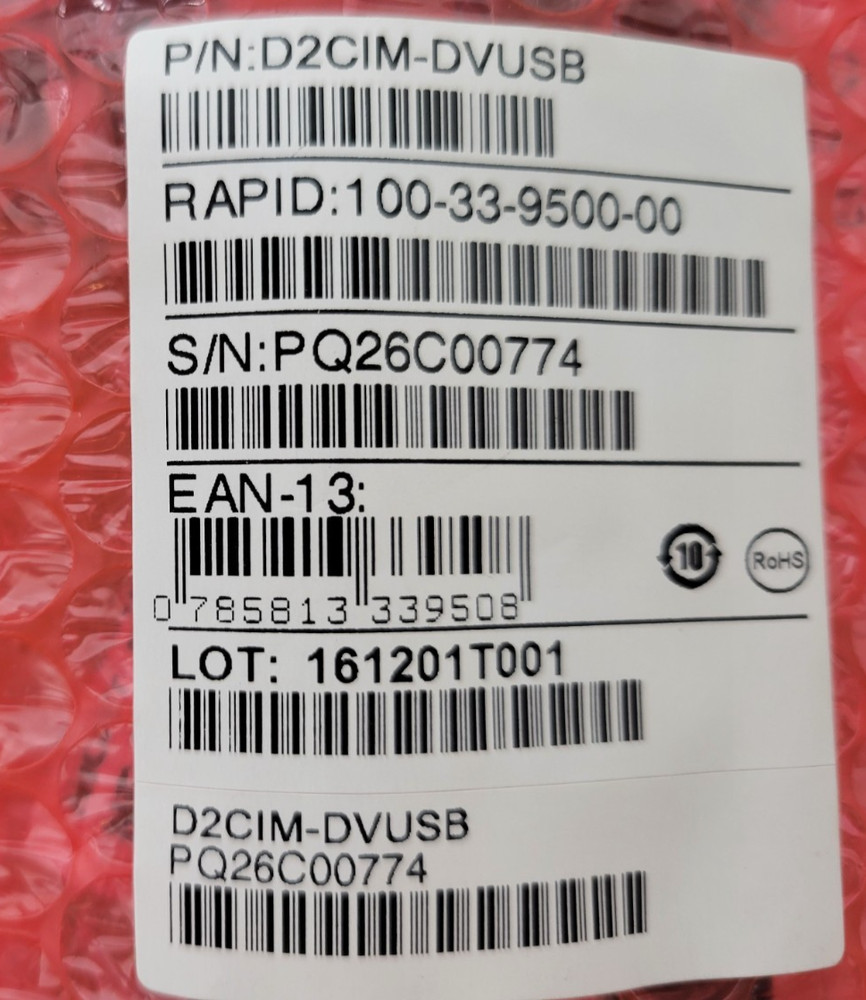 P/N:D2CIM-DVUSB
RAPID:100-33-9500-00
S/N:PQ26C00774
EAN-13:
10
RoHS
0 785813 339508
LOT: 161201T001
D2CIM-DVUSB
PQ26C00774